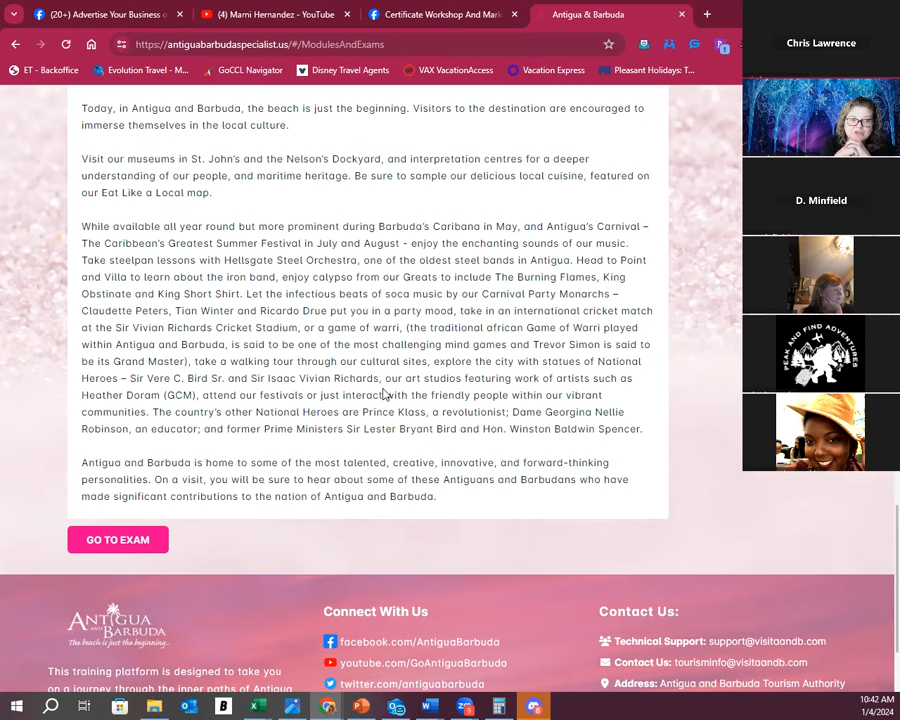 (20+) Advertise Your Business o
(4) Marni Hernandez - YouTube
Certificate Workshop And Mark
Antigua & Barbuda
https://antiguabarbudaspecialist.us/#/ModulesAndExams
ET - Backoffice
Evolution Travel - M...
GoCCL Navigator
Disney Travel Agents
VAX VacationAccess
Vacation Express
Pleasant Holidays: T...
Today, in Antigua and Barbuda, the beach is just the beginning. Visitors to the destination are encouraged to
immerse themselves in the local culture.
Visit our museums in St. John's and the Nelson's Dockyard, and interpretation centres for a deeper
understanding of our people, and maritime heritage. Be sure to sample our delicious local cuisine, featured on
our Eat Like a Local map.
While available all year round but more prominent during Barbuda's Caribana in May, and Antigua's Carnival –
The Caribbean's Greatest Summer Festival in July and August - enjoy the enchanting sounds of our music.
Take steelpan lessons with Hellsgate Steel Orchestra, one of the oldest steel bands in Antigua. Head to Point
and Villa to learn about the iron band, enjoy calypso from our Greats to include The Burning Flames, King
Obstinate and King Short Shirt. Let the infectious beats of soca music by our Carnival Party Monarchs –
Claudette Peters, Tian Winter and Ricardo Drue put you in a party mood, take in an international cricket match
at the Sir Vivian Richards Cricket Stadium, or a game of warri, (the traditional african Game of Warri played
within Antigua and Barbuda, is said to be one of the most challenging mind games and Trevor Simon is said to
be its Grand Master), take a walking tour through our cultural sites, explore the city with statues of National
Heroes – Sir Vere C. Bird Sr. and Sir Isaac Vivian Richards, our art studios featuring work of artists such as
Heather Doram (GCM), attend our festivals or just interact with the friendly people within our vibrant
communities. The country's other National Heroes are Prince Klass, a revolutionist; Dame Georgina Nellie
Robinson, an educator; and former Prime Ministers Sir Lester Bryant Bird and Hon. Winston Baldwin Spencer.
Antigua and Barbuda is home to some of the most talented, creative, innovative, and forward-thinking
personalities. On a visit, you will be sure to hear about some of these Antiguans and Barbudans who have
made significant contributions to the nation of Antigua and Barbuda.
GO TO EXAM
ANTIGUA
AND BARBUDA
The beach is just the beginning...
This training platform is designed to take you
on a journey through the inner paths of Antigua
Connect With Us
facebook.com/AntiguaBarbuda
youtube.com/GoAntiguaBarbuda
twitter.com/antiguabarbuda
Contact Us:
Technical Support: support@visitaandb.com
Contact Us: tourisminfo@visitaandb.com
Address: Antigua and Barbuda Tourism Authority
Chris Lawrence
D. Minfield
PEAK AND FIND ADVENTURES
10:42 AM
1/4/2024